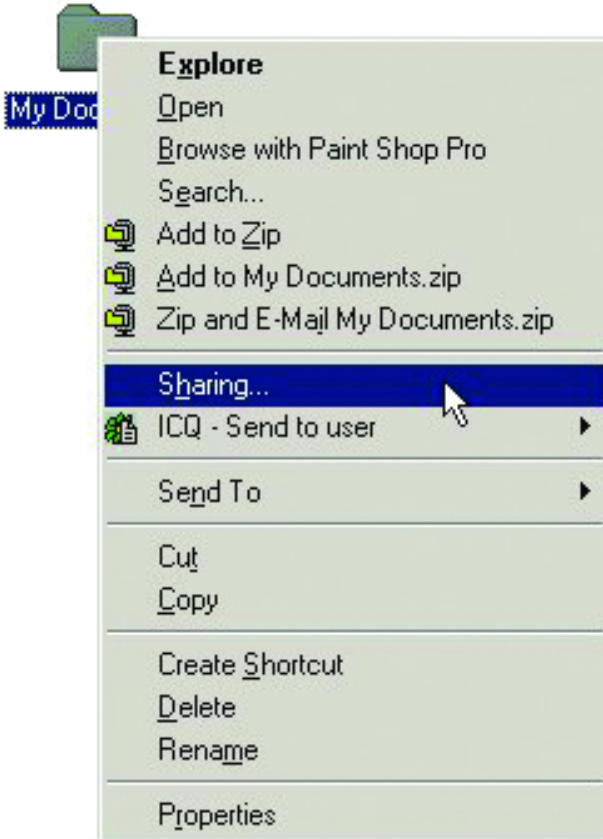 My Doc
Explore
Open
Browse with Paint Shop Pro
Search...
Add to Zip
Add to My Documents.zip
Zip and E-Mail My Documents.zip
Sharing...
ICQ - Send to user
Send To
Cut
Copy
Create Shortcut
Delete
Rename
Properties